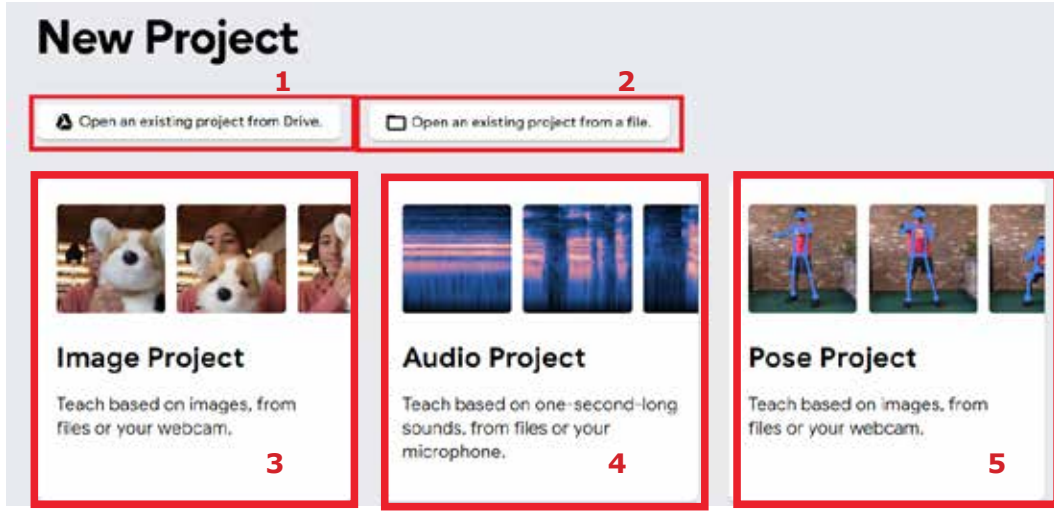 New Project
1
2
Open an existing project from Drive.
Open an existing project from a file.
Image Project
Teach based on images, from
files or your webcam.
3
Audio Project
Teach based on one-second-long
sounds, from files or your
microphone.
4
Pose Project
Teach based on images, from
files or your webcam.
5